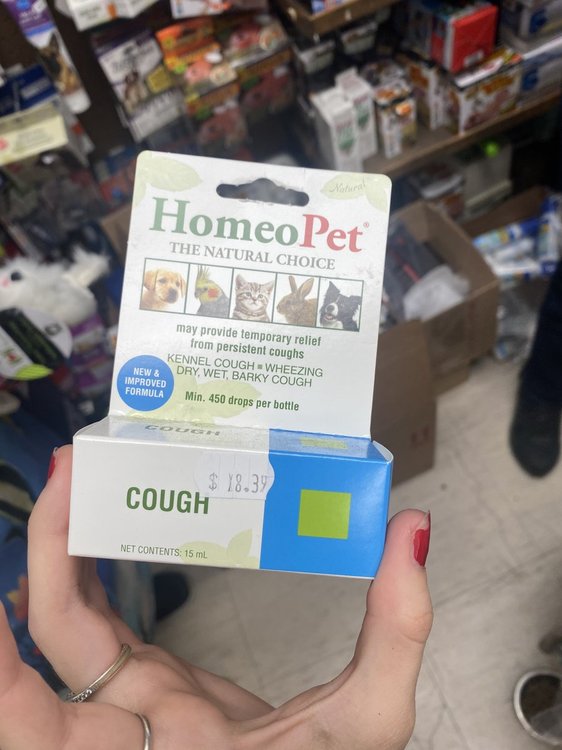 Natural
HomeoPet®
THE NATURAL CHOICE
may provide temporary relief
from persistent coughs
KENNEL COUGH ▪ WHEEZING
DRY, WET, BARKY COUGH
NEW &
IMPROVED
FORMULA
Min. 450 drops per bottle
COUGH
$ 18.39
COUGH
NET CONTENTS: 15 mL